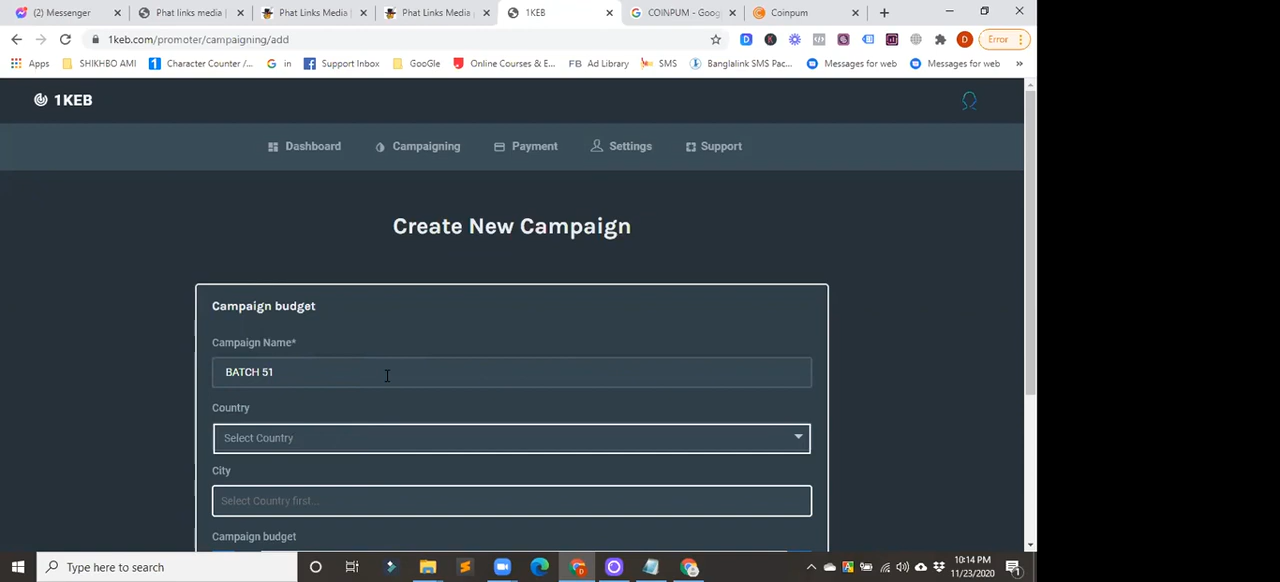 (2) Messenger
Phat links media
Phat Links Media
Phat Links Media
1KEB
COINPUM - Goog
Coinpum
1keb.com/promoter/campaigning/add
Error
Apps
SHIKHBO AMI
Character Counter /...
in
Support Inbox
GooGle
Online Courses & E...
FB Ad Library
SMS
Banglalink SMS Pac...
Messages for web
Messages for web
»
1KEB
Dashboard
Campaigning
Payment
Settings
Support
Create New Campaign
Campaign budget
Campaign Name*
BATCH 51
Country
Select Country
City
Select Country first...
Campaign budget
Type here to search
10:14 PM
11/23/2020